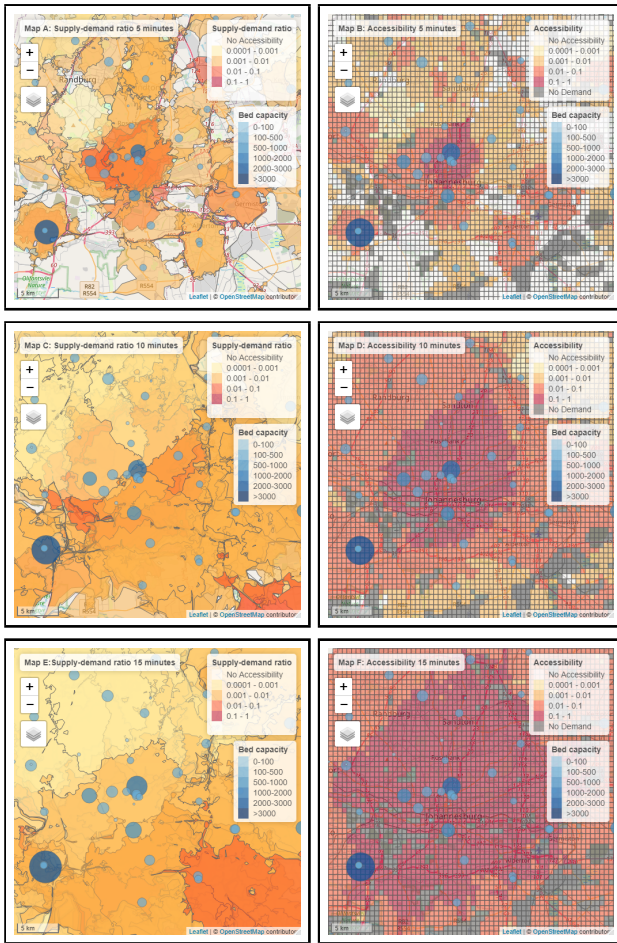 Map A: Supply-demand ratio 5 minutes
Supply-demand ratio
No Accessibility
0.0001 - 0.001
0.001 - 0.01
0.01 - 0.1
0.1 - 1
+
−
Randburg
Bed capacity
0-100
100-500
500-1000
1000-2000
2000-3000
>3000
R82
R554
5 km
Leaflet | © OpenStreetMap contributor
Map B: Accessibility 5 minutes
Accessibility
No Accessibility
0.0001 - 0.001
0.001 - 0.01
0.01 - 0.1
0.1 - 1
No Demand
+
−
Bed capacity
0-100
100-500
500-1000
1000-2000
2000-3000
>3000
Johannesburg
5 km
Leaflet | © OpenStreetMap contributor
Map C: Supply-demand ratio 10 minutes
Supply-demand ratio
No Accessibility
0.0001 - 0.001
0.001 - 0.01
0.01 - 0.1
0.1 - 1
+
−
Bed capacity
0-100
100-500
500-1000
1000-2000
2000-3000
>3000
R554
5 km
Leaflet | © OpenStreetMap contributor
Map D: Accessibility 10 minutes
Accessibility
No Accessibility
0.0001 - 0.001
0.001 - 0.01
0.01 - 0.1
0.1 - 1
No Demand
+
−
Randburg
Sandton
Bed capacity
0-100
100-500
500-1000
1000-2000
2000-3000
>3000
Johannesburg
5 km
Leaflet | © OpenStreetMap contributor
Map E:Supply-demand ratio 15 minutes
Supply-demand ratio
No Accessibility
0.0001 - 0.001
0.001 - 0.01
0.01 - 0.1
0.1 - 1
+
−
Bed capacity
0-100
100-500
500-1000
1000-2000
2000-3000
>3000
5 km
Leaflet | © OpenStreetMap contributor
Map F: Accessibility 15 minutes
Accessibility
No Accessibility
0.0001 - 0.001
0.001 - 0.01
0.01 - 0.1
0.1 - 1
No Demand
+
−
Randburg
Sandton
Bed capacity
0-100
100-500
500-1000
1000-2000
2000-3000
>3000
Johannesburg
5 km
Leaflet | © OpenStreetMap contributor